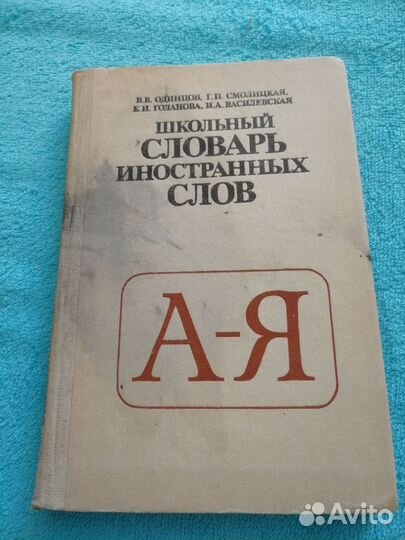 В.В. ОДИНЦОВ, Г.П. СМОЛИЦКАЯ,
Е.И. ГОЛАНОВА, И.А. ВАСИЛЕВСКАЯ
ШКОЛЬНЫЙ
СЛОВАРЬ
ИНОСТРАННЫХ
СЛОВ
А-Я
Avito